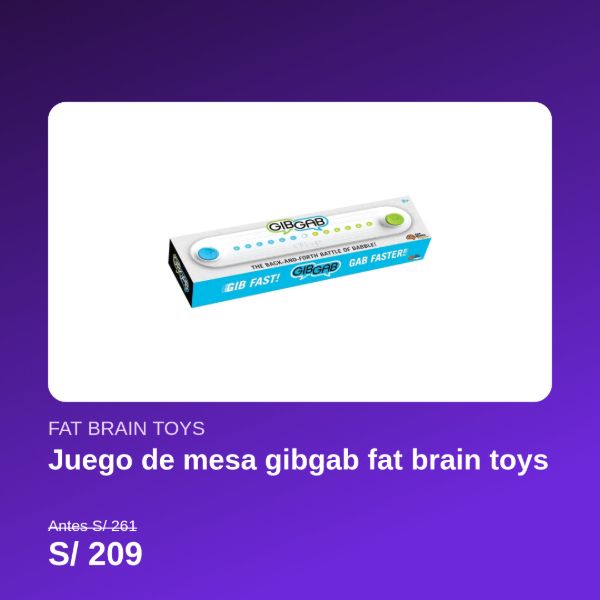 GIBGAB
THE BACK-AND-FORTH BATTLE OF BABBLE!
GIB FAST!
GIBGAB
GAB FASTER!
FAT BRAIN TOYS
Juego de mesa gibgab fat brain toys
Antes S/ 261
S/ 209